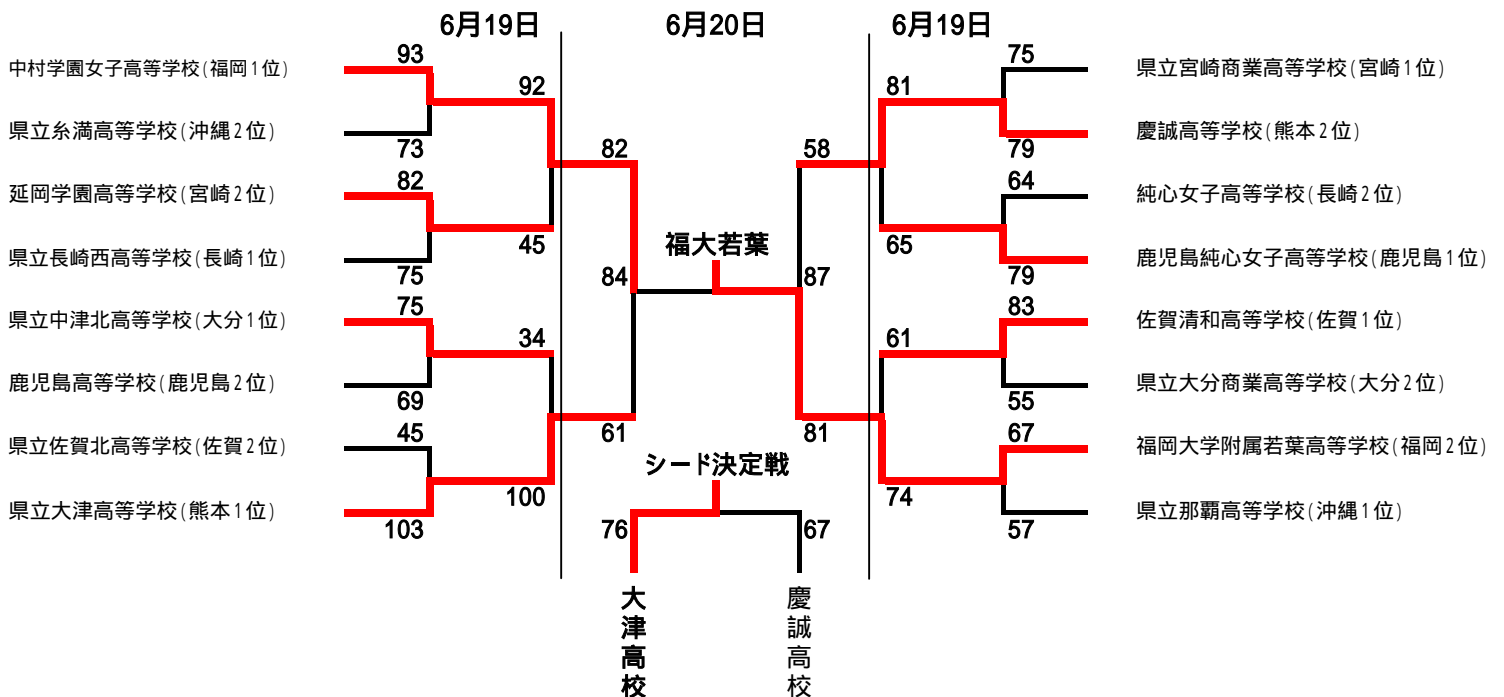 6月19日
6月20日
6月19日
中村学園女子高等学校(福岡1位)
93
県立糸満高等学校(沖縄2位)
73
92
延岡学園高等学校(宮崎2位)
82
県立長崎西高等学校(長崎1位)
75
45
82
県立中津北高等学校(大分1位)
75
鹿児島高等学校(鹿児島2位)
69
34
県立佐賀北高等学校(佐賀2位)
45
県立大津高等学校(熊本1位)
103
100
61
84
福大若葉
87
58
81
75
県立宮崎商業高等学校(宮崎1位)
79
慶誠高等学校(熊本2位)
65
64
純心女子高等学校(長崎2位)
79
鹿児島純心女子高等学校(鹿児島1位)
81
61
83
佐賀清和高等学校(佐賀1位)
55
県立大分商業高等学校(大分2位)
74
67
福岡大学附属若葉高等学校(福岡2位)
57
県立那覇高等学校(沖縄1位)
シード決定戦
76
67
大津高校
慶誠高校